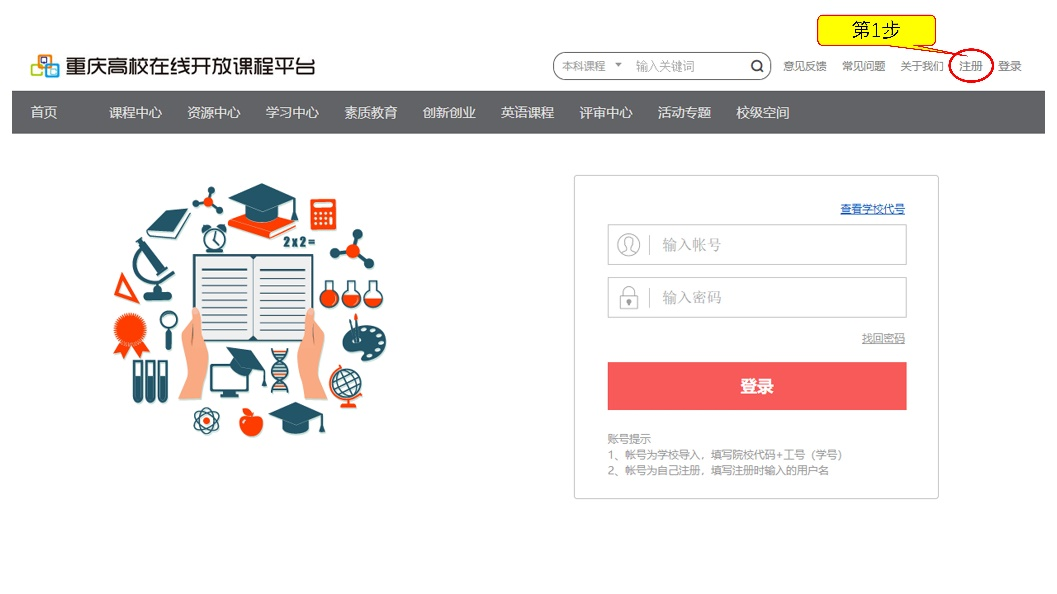 第1步
重庆高校在线开放课程平台
本科课程 输入关键词 意见反馈 常见问题 关于我们 注册 登录
首页 课程中心 资源中心 学习中心 素质教育 创新创业 英语课程 评审中心 活动专题 校级空间
查看学校代号
2x2=
输入帐号
输入密码
找回密码
登录
账号提示
1、帐号为学校导入，填写院校代码+工号（学号）
2、帐号为自己注册，填写注册时输入的用户名